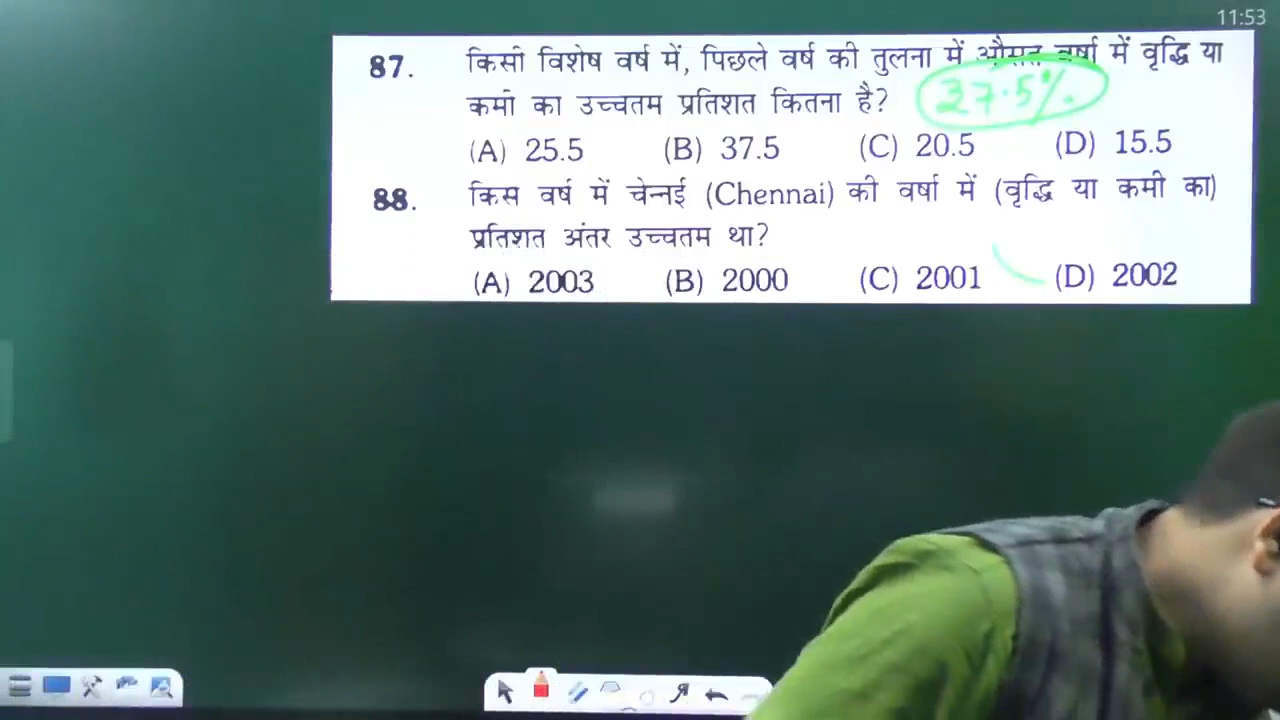 11:53
87. किसी विशेष वर्ष में, पिछले वर्ष की तुलना में औसत वर्षा में वृद्धि या
कमी का उच्चतम प्रतिशत कितना है? 37.5%
(A) 25.5 (B) 37.5 (C) 20.5 (D) 15.5
88. किस वर्ष में चेन्नई (Chennai) की वर्षा में (वृद्धि या कमी का)
प्रतिशत अंतर उच्चतम था?
(A) 2003 (B) 2000 (C) 2001 (D) 2002